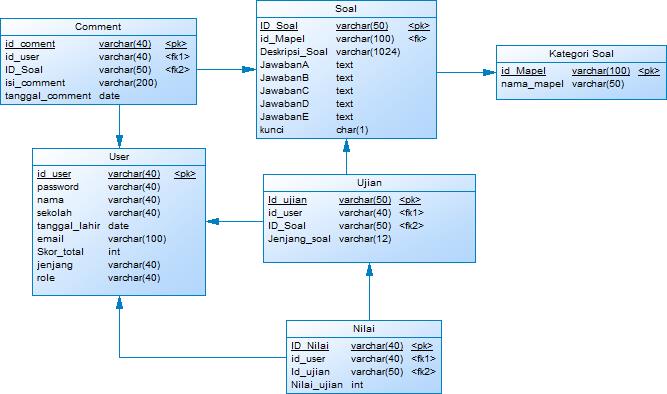 Comment
id_coment varchar(40) <pk>
id_user varchar(40) <fk1>
ID_Soal varchar(50) <fk2>
isi_comment varchar(200)
tanggal_comment date
Soal
ID_Soal varchar(50) <pk>
id_Mapel varchar(100) <fk>
Deskripsi_Soal varchar(1024)
JawabanA text
JawabanB text
JawabanC text
JawabanD text
JawabanE text
kunci char(1)
Kategori Soal
id_Mapel varchar(100) <pk>
nama_mapel varchar(50)
User
id_user varchar(40) <pk>
password varchar(40)
nama varchar(40)
sekolah varchar(40)
tanggal_lahir date
email varchar(100)
Skor_total int
jenjang varchar(40)
role varchar(40)
Ujian
Id_ujian varchar(50) <pk>
id_user varchar(40) <fk1>
ID_Soal varchar(50) <fk2>
Jenjang_soal varchar(12)
Nilai
ID_Nilai varchar(40) <pk>
id_user varchar(40) <fk1>
Id_ujian varchar(50) <fk2>
Nilai_ujian int